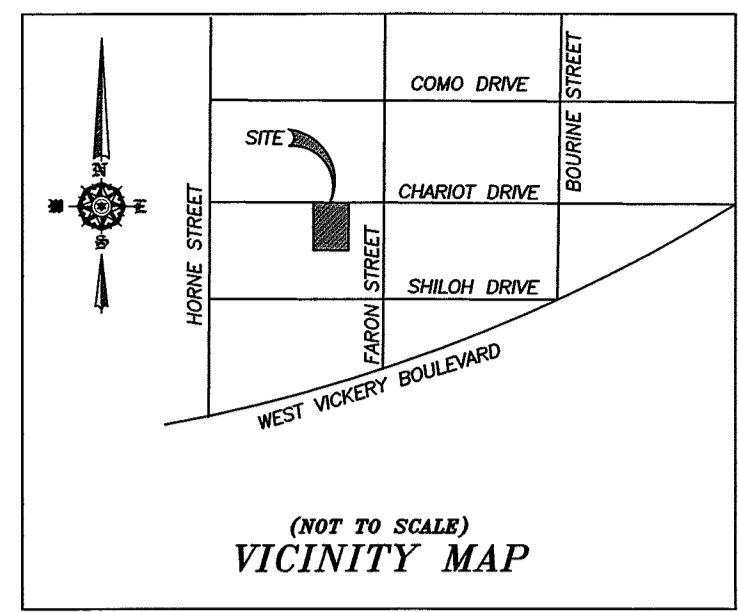 COMO DRIVE
BOURINE STREET
SITE
N
E
S
CHARIOT DRIVE
HORNE STREET
FARON STREET
SHILOH DRIVE
WEST VICKERY BOULEVARD
(NOT TO SCALE)
VICINITY MAP